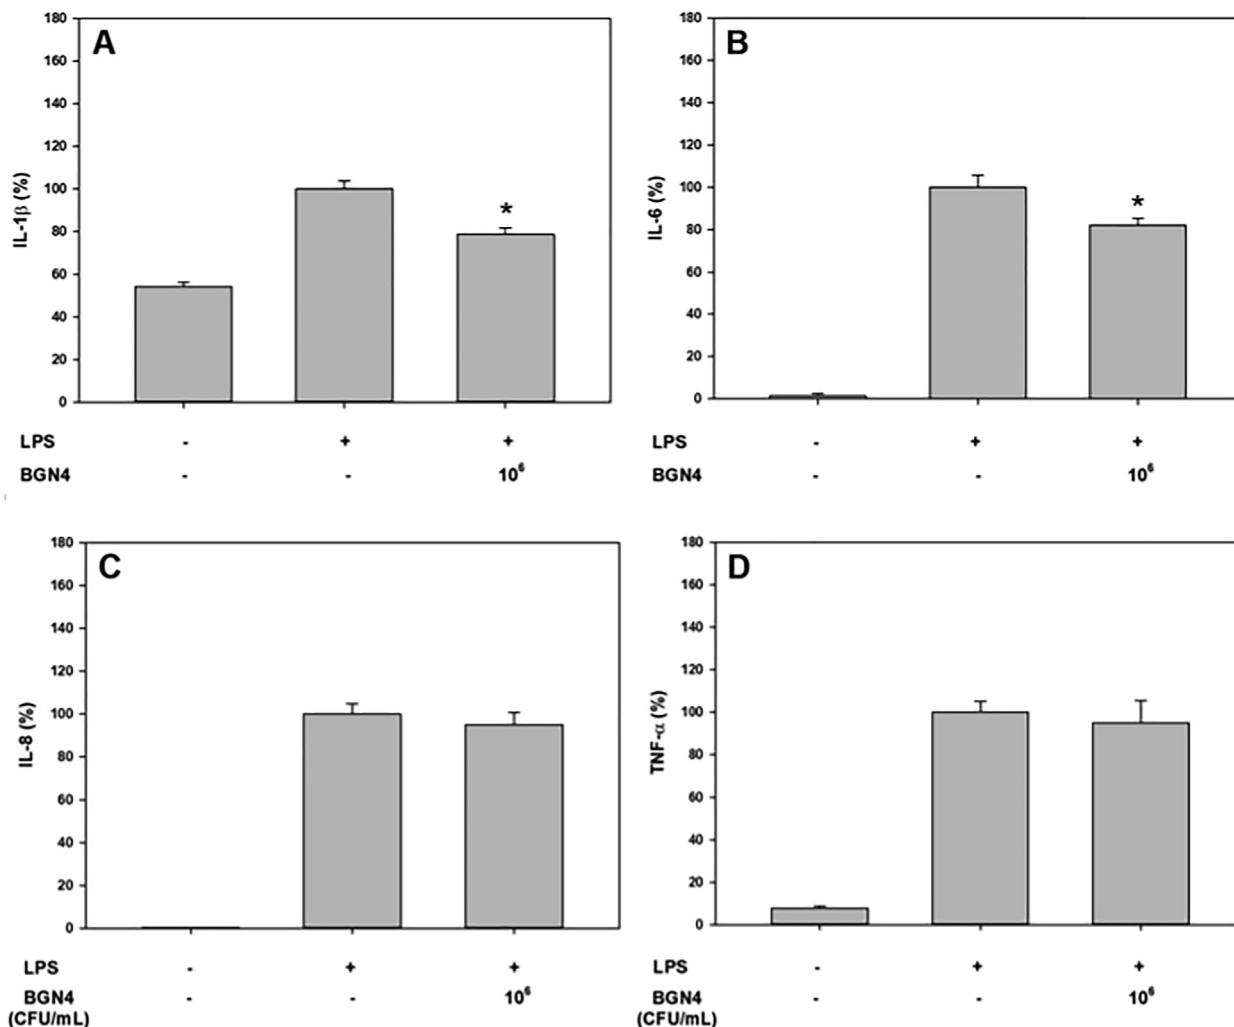 A
IL-1β (%)
180
160
140
120
100
80
60
40
20
0
*
LPS - + +
BGN4 - - 10⁶
B
IL-6 (%)
180
160
140
120
100
80
60
40
20
0
*
LPS - + +
BGN4 - - 10⁶
C
IL-8 (%)
180
160
140
120
100
80
60
40
20
0
LPS - + +
BGN4 - - 10⁶
(CFU/mL)
D
TNF-α (%)
180
160
140
120
100
80
60
40
20
0
LPS - + +
BGN4 - - 10⁶
(CFU/mL)